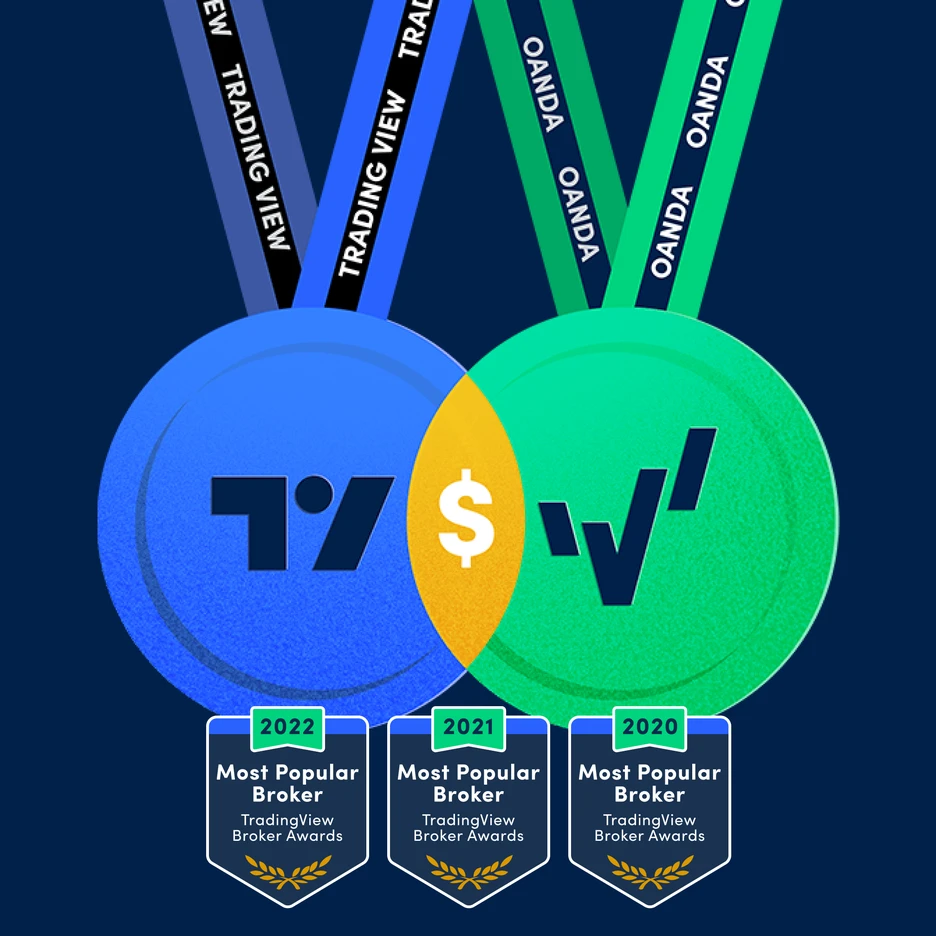 EW
TRADING VIEW
TRAD
TRADING VIEW
OANDA
OANDA
OANDA
OANDA
$
2022
Most Popular
Broker
TradingView
Broker Awards
2021
Most Popular
Broker
TradingView
Broker Awards
2020
Most Popular
Broker
TradingView
Broker Awards